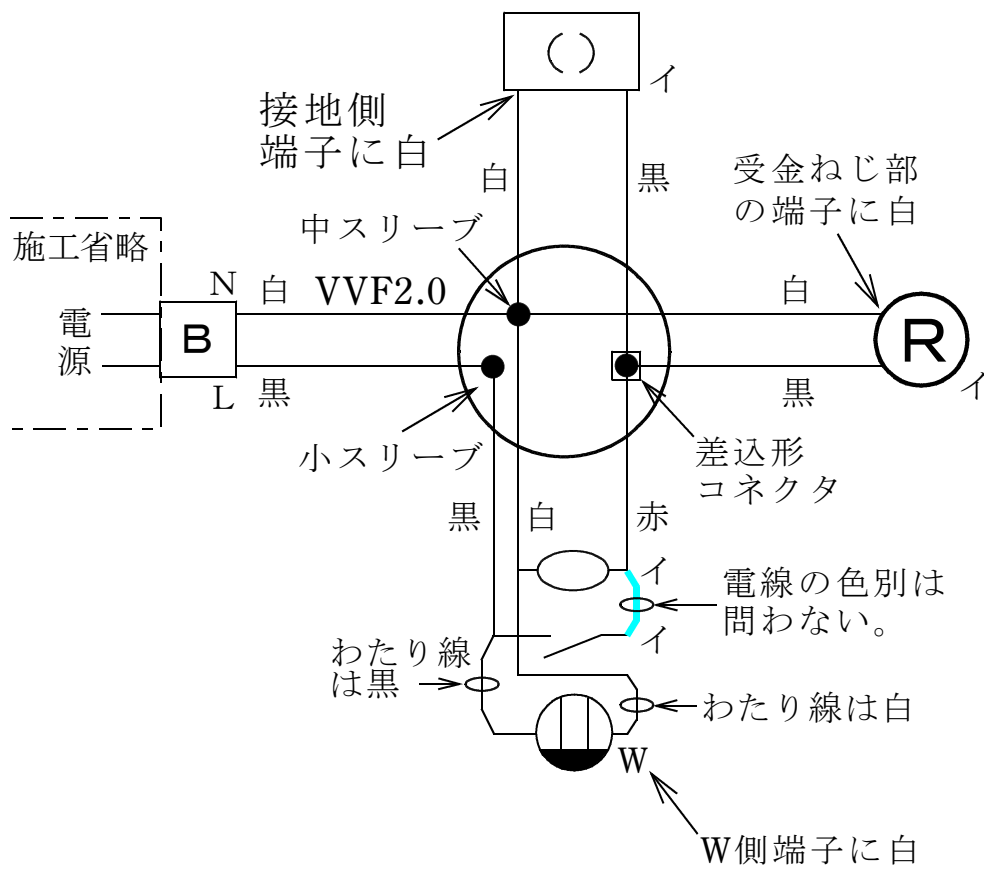 イ
接地側
端子に白
白
黒
受金ねじ部
の端子に白
中スリーブ
施工省略
N
白
VVF2.0
白
電
源
B
R
L
黒
黒
イ
小スリーブ
差込形
コネクタ
黒
白
赤
イ
電線の色別は
問わない。
イ
わたり線
は黒
わたり線は白
W
W側端子に白